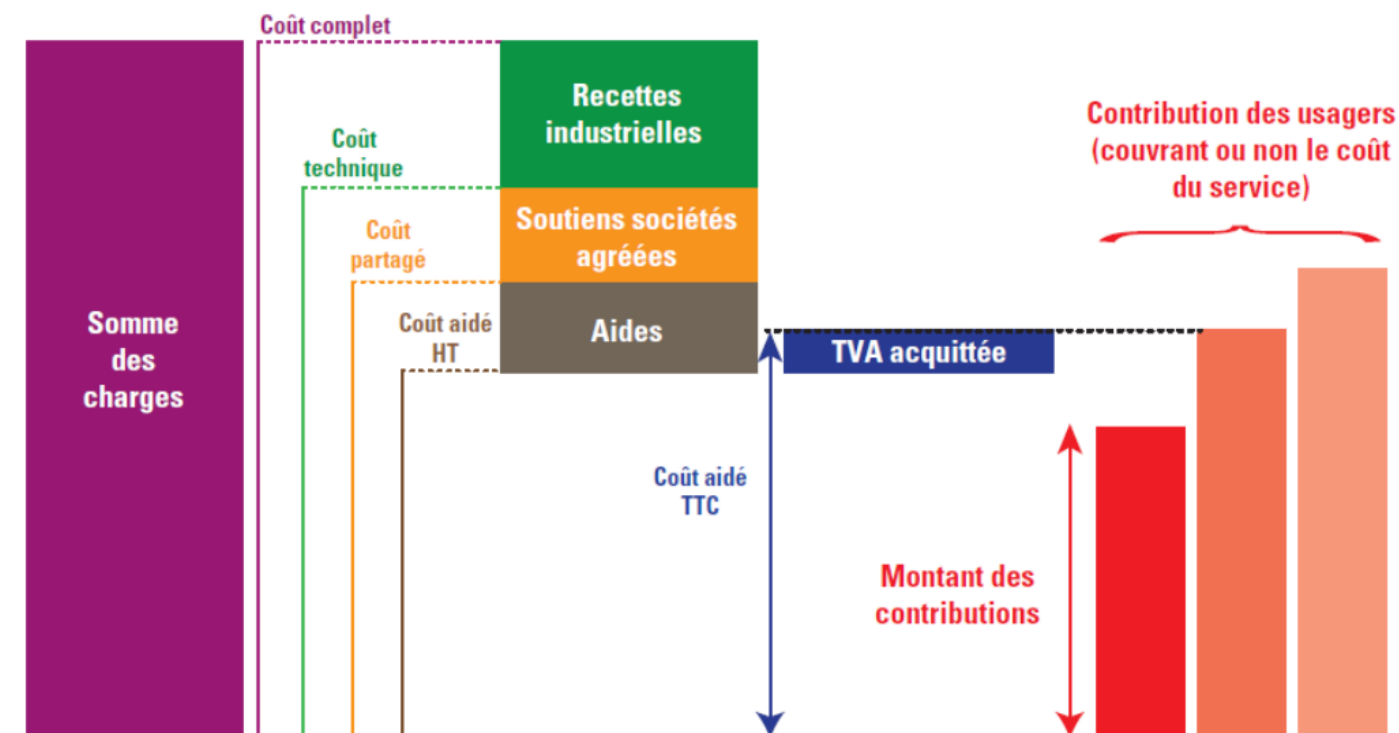 Coût complet
Recettes
industrielles
Contribution des usagers
(couvrant ou non le coût
du service)
Coût
technique
Soutiens sociétés
agréées
Coût
partagé
Somme
des
charges
Coût aidé
HT
Aides
TVA acquittée
Coût aidé
TTC
Montant des
contributions